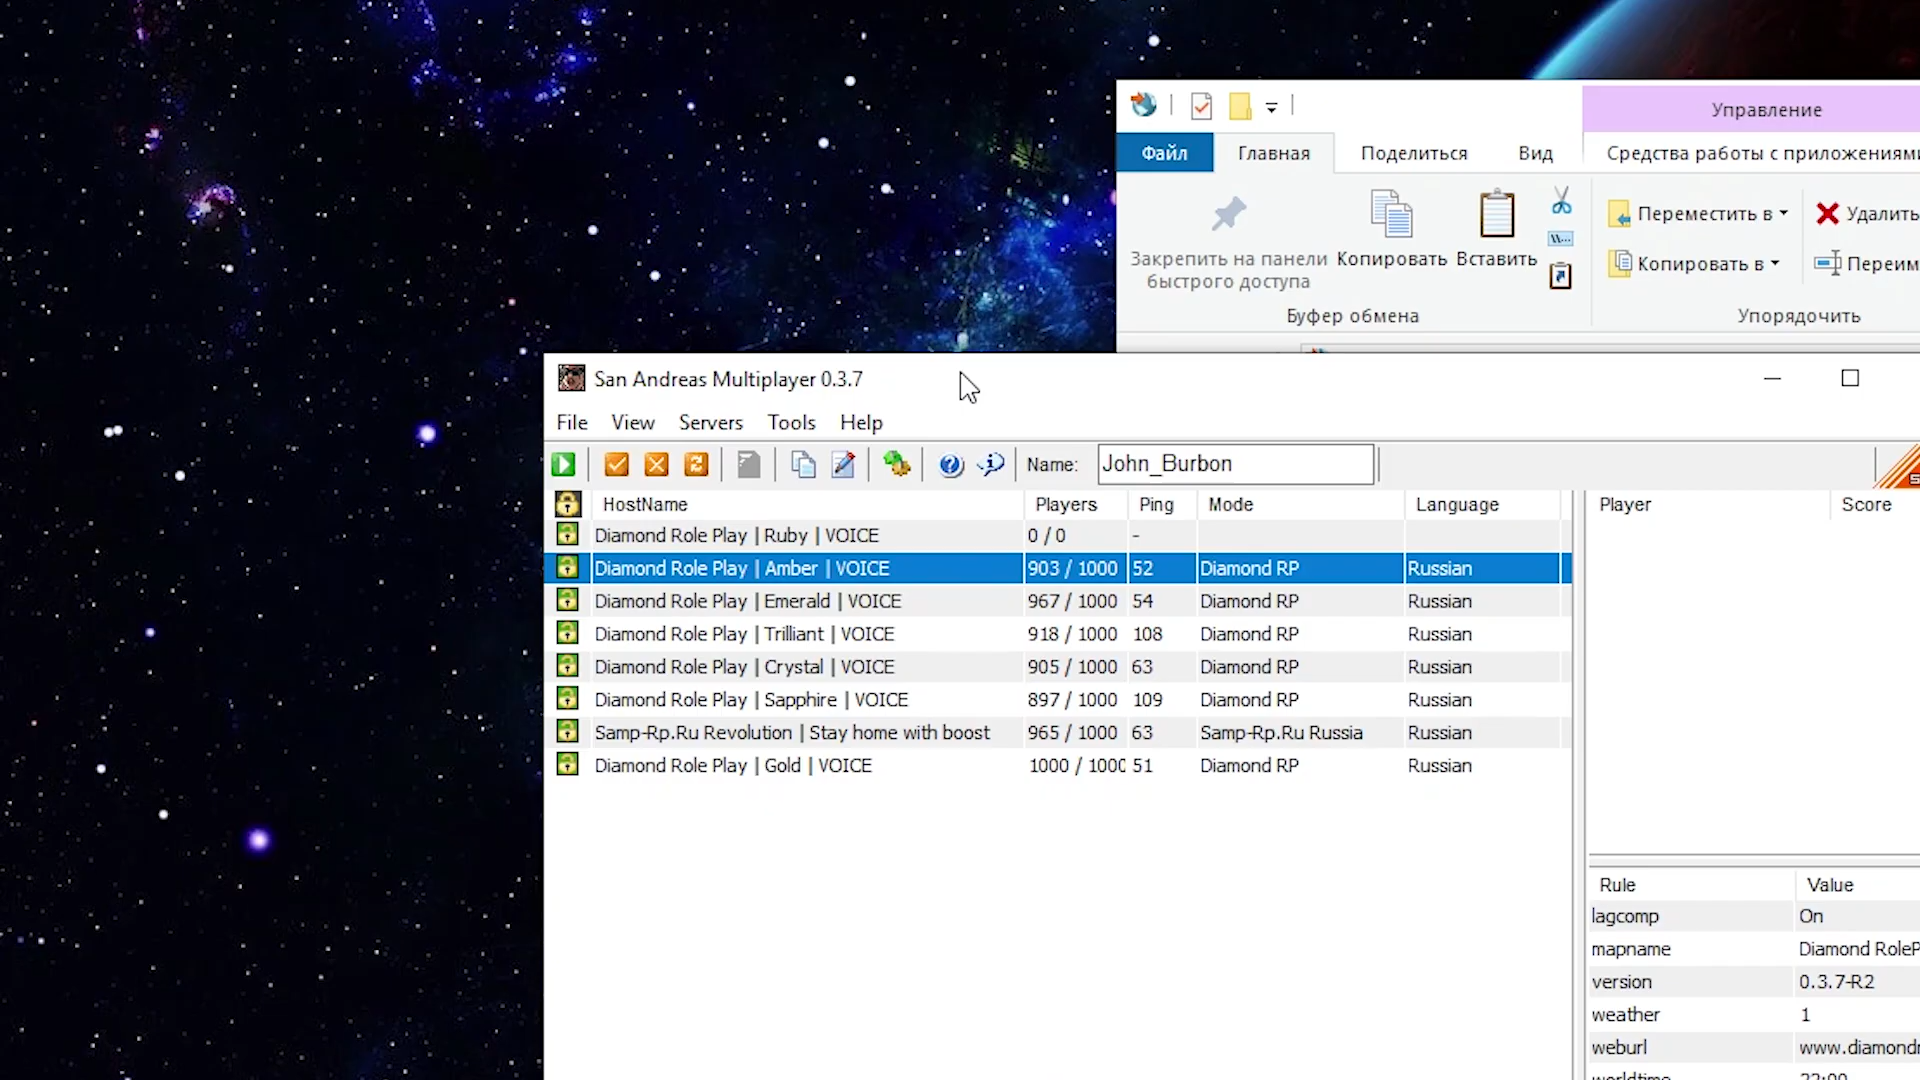 Управление
Файл
Главная
Поделиться
Вид
Средства работы с приложениями
Закрепить на панели
быстрого доступа
Копировать
Вставить
Переместить в
Копировать в
Удалить
Переим
Буфер обмена
Упорядочить
San Andreas Multiplayer 0.3.7
File View Servers Tools Help
Name: John_Burbon
HostName Players Ping Mode Language
Diamond Role Play | Ruby | VOICE 0 / 0 -
Diamond Role Play | Amber | VOICE 903 / 1000 52 Diamond RP Russian
Diamond Role Play | Emerald | VOICE 967 / 1000 54 Diamond RP Russian
Diamond Role Play | Trilliant | VOICE 918 / 1000 108 Diamond RP Russian
Diamond Role Play | Crystal | VOICE 905 / 1000 63 Diamond RP Russian
Diamond Role Play | Sapphire | VOICE 897 / 1000 109 Diamond RP Russian
Samp-Rp.Ru Revolution | Stay home with boost 965 / 1000 63 Samp-Rp.Ru Russia Russian
Diamond Role Play | Gold | VOICE 1000 / 1000 51 Diamond RP Russian
Player Score
Rule Value
lagcomp On
mapname Diamond RoleP
version 0.3.7-R2
weather 1
weburl www.diamond